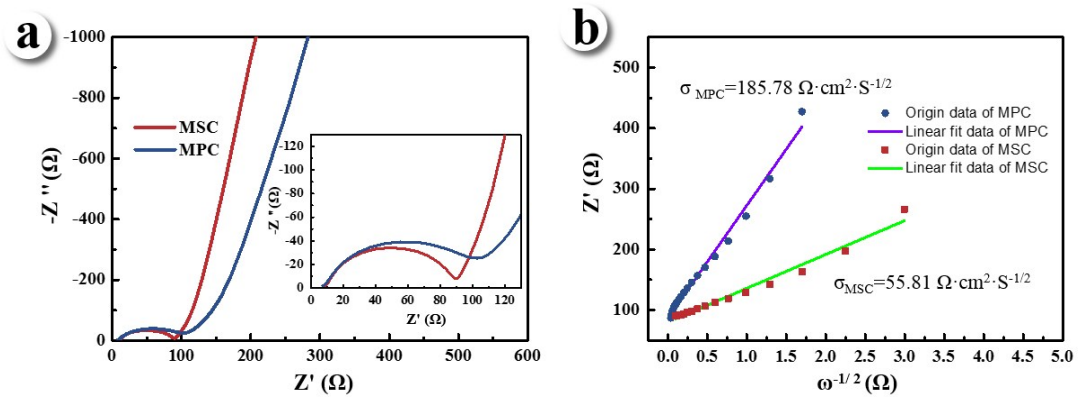 a
-Z '' (Ω)
-1000
-800
-600
-400
-200
0
MSC
MPC
-Z '' (Ω)
-120
-100
-80
-60
-40
-20
0
0 20 40 60 80 100 120
Z' (Ω)
0 100 200 300 400 500 600
Z' (Ω)
b
Z' (Ω)
500
400
300
200
100
σ MPC=185.78 Ω·cm2·S-1/2
Origin data of MPC
Linear fit data of MPC
Origin data of MSC
Linear fit data of MSC
σMSC=55.81 Ω·cm2·S-1/2
0.0 0.5 1.0 1.5 2.0 2.5 3.0 3.5 4.0 4.5 5.0
ω-1/2 (Ω)